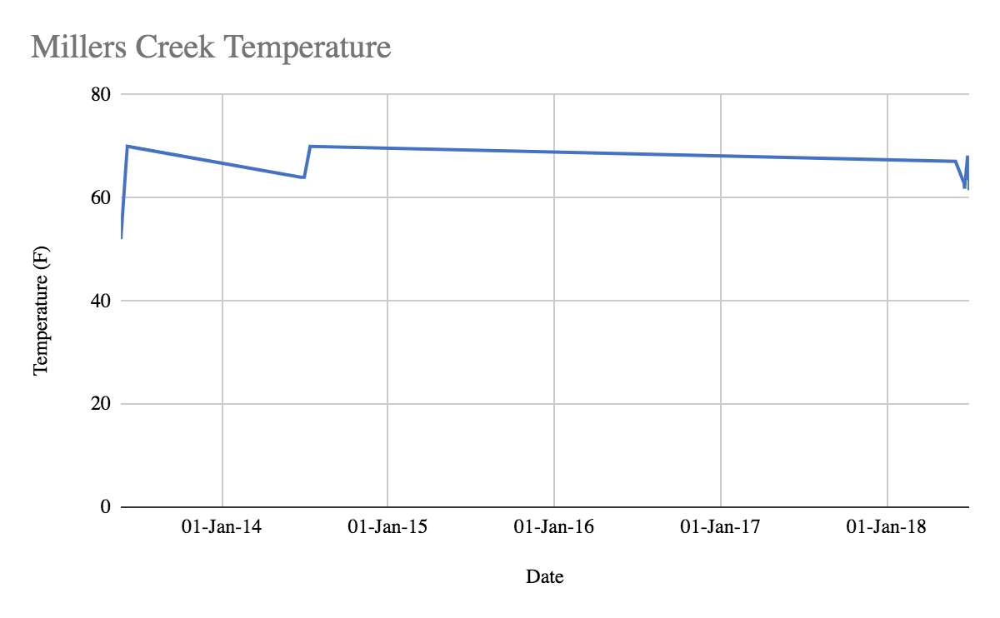 Millers Creek Temperature
80
60
40
20
0
Temperature (F)
01-Jan-14 01-Jan-15 01-Jan-16 01-Jan-17 01-Jan-18
Date